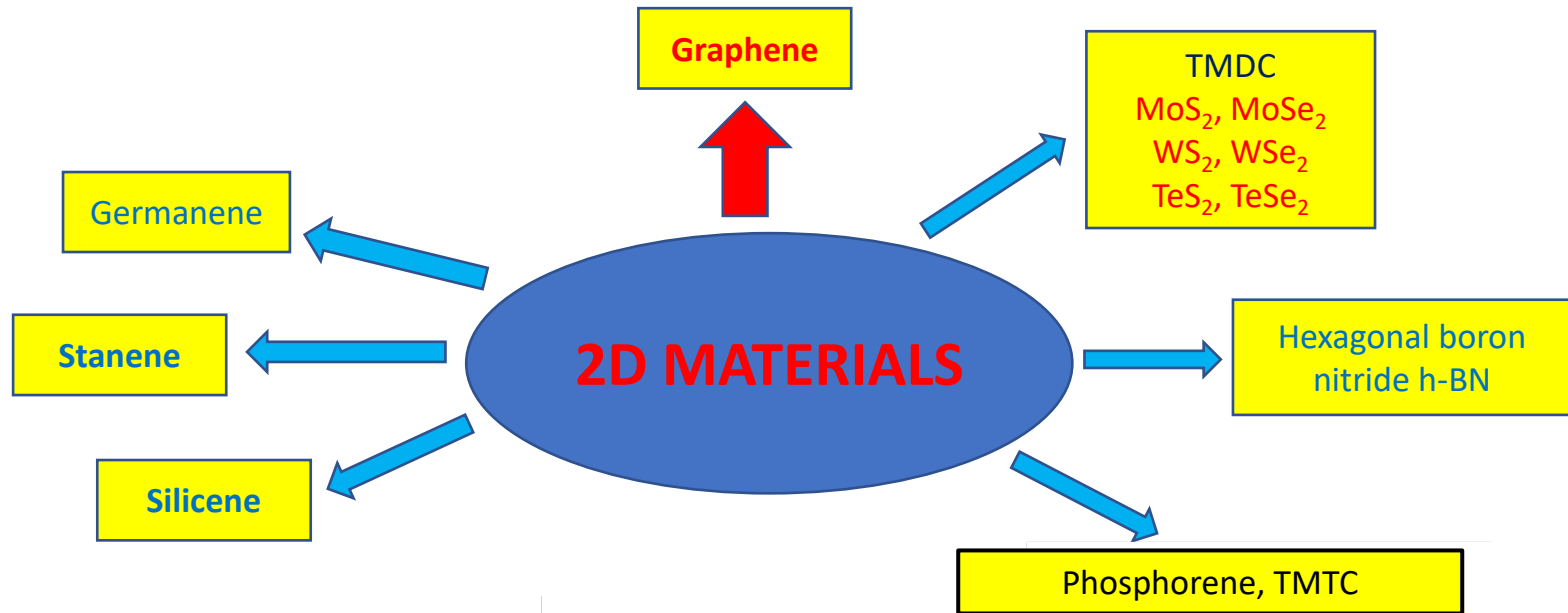 Graphene
TMDC
MoS₂, MoSe₂
WS₂, WSe₂
TeS₂, TeSe₂
Germanene
Stanene
2D MATERIALS
Hexagonal boron
nitride h-BN
Silicene
Phosphorene, TMTC